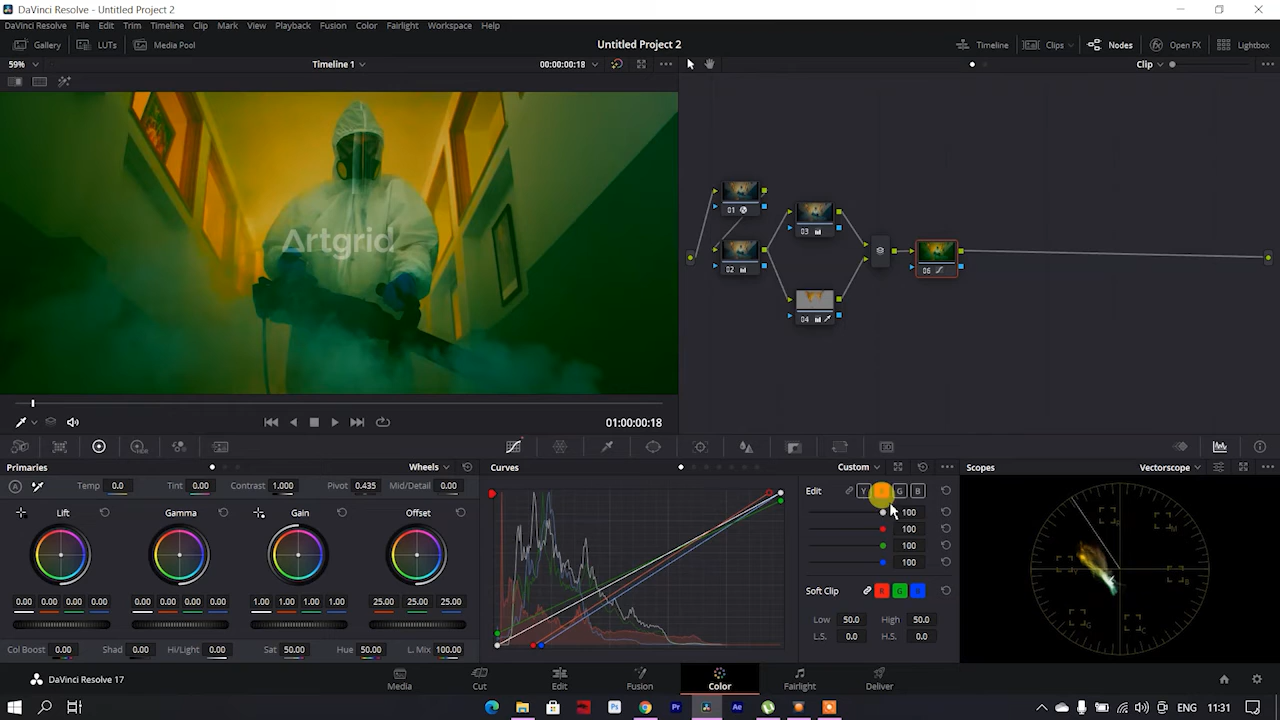 DaVinci Resolve - Untitled Project 2
DaVinci Resolve File Edit Trim Timeline Clip Mark View Playback Fusion Color Fairlight Workspace Help
Gallery LUTs Media Pool Untitled Project 2 Timeline Clips Nodes Open FX Lightbox
59% Timeline 1 00:00:00:18 Clip
Artgrid
01
02
03
04
06
01:00:00:18
Primaries Wheels Curves Custom Scopes Vectorscope
Temp 0.0 Tint 0.00 Contrast 1.000 Pivot 0.435 Mid/Detail 0.00 Edit Y G B
Lift Gamma Gain Offset 100
100
100
100
0.00 0.00 0.00 0.00 0.00 0.00 0.00 0.00 1.00 1.00 1.00 1.00 25.00 25.00 25.00
Soft Clip R G B
Low 50.0 High 50.0
L.S. 0.0 H.S. 0.0
Col Boost 0.00 Shad 0.00 Hi/Light 0.00 Sat 50.00 Hue 50.00 L. Mix 100.00
DaVinci Resolve 17 Media Cut Edit Fusion Color Fairlight Deliver
Pr Ps Ae ENG 11:31